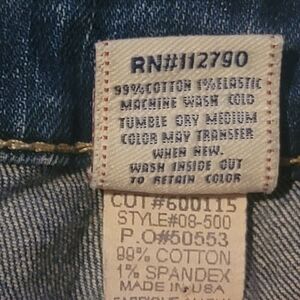 RN#112790
99%COTTON 1%ELASTIC
MACHINE WASH COLD
TUMBLE DRY MEDIUM
COLOR MAY TRANSFER
WHEN NEW.
WASH INSIDE OUT
TO RETAIN COLOR
CUT#600115
STYLE#08-500
P.O#50553
99% COTTON
1% SPANDEX
MADE IN USA